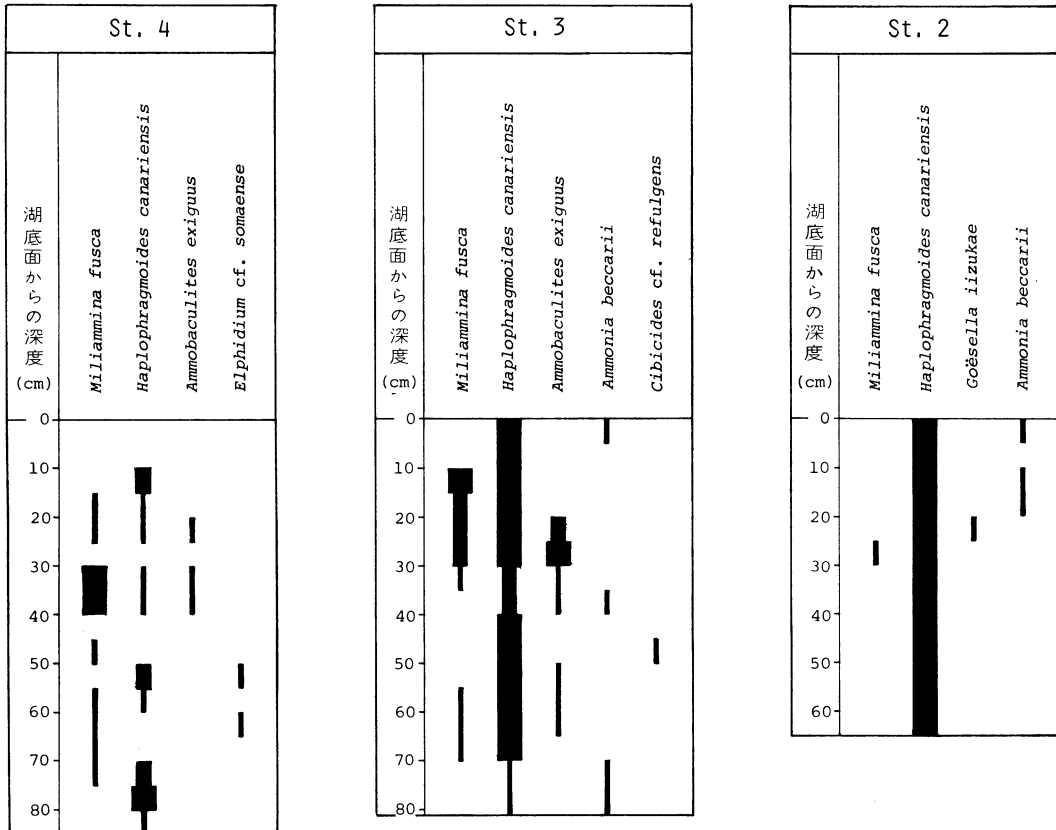 St. 4
湖底面からの深度
(cm)
Miliammina fusca
Haplophragmoides canariensis
Ammobaculites exiguus
Elphidium cf. somaense
0
10
20
30
40
50
60
70
80
St. 3
湖底面からの深度
(cm)
Miliammina fusca
Haplophragmoides canariensis
Ammobaculites exiguus
Ammonia beccarii
Cibicides cf. refulgens
0
10
20
30
40
50
60
70
80
St. 2
湖底面からの深度
(cm)
Miliammina fusca
Haplophragmoides canariensis
Goësella iizukae
Ammonia beccarii
0
10
20
30
40
50
60